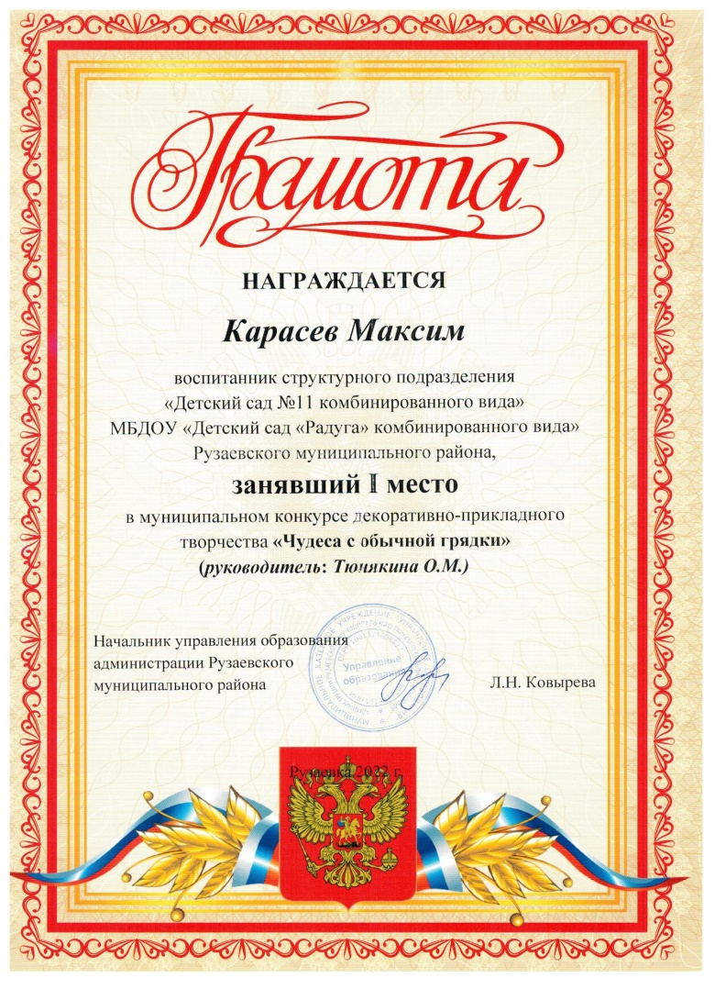 Грамота
НАГРАЖДАЕТСЯ
Карасев Максим
воспитанник структурного подразделения
«Детский сад №11 комбинированного вида»
МБДОУ «Детский сад «Радуга» комбинированного вида»
Рузаевского муниципального района,
занявший I место
в муниципальном конкурсе декоративно-прикладного
творчества «Чудеса с обычной грядки»
(руководитель: Тюнякина О.М.)
Начальник управления образования
администрации Рузаевского
муниципального района
Л.Н. Ковырева
Управление
образования
Рузаевка 2022 г.